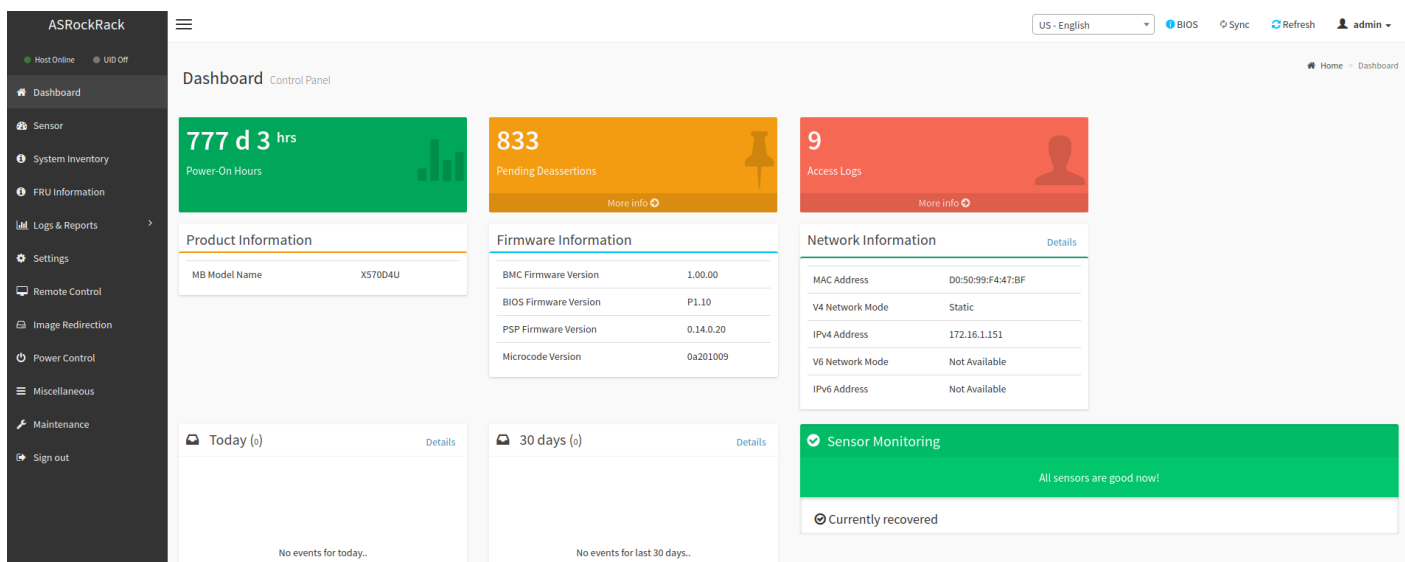 ASRockRack
US - English
BIOS
Sync
Refresh
admin
Host Online
UID Off
Dashboard
Sensor
System Inventory
FRU Information
Logs & Reports
Settings
Remote Control
Image Redirection
Power Control
Miscellaneous
Maintenance
Sign out
Dashboard Control Panel
Home
Dashboard
777 d 3 hrs
Power-On Hours
833
Pending Deassertions
More info
9
Access Logs
More info
Product Information
MB Model Name X570D4U
Firmware Information
BMC Firmware Version 1.00.00
BIOS Firmware Version P1.10
PSP Firmware Version 0.14.0.20
Microcode Version 0a201009
Network Information Details
MAC Address D0:50:99:F4:47:BF
V4 Network Mode Static
IPv4 Address 172.16.1.151
V6 Network Mode Not Available
IPv6 Address Not Available
Today (0) Details
No events for today..
30 days (0) Details
No events for last 30 days..
Sensor Monitoring
All sensors are good now!
Currently recovered